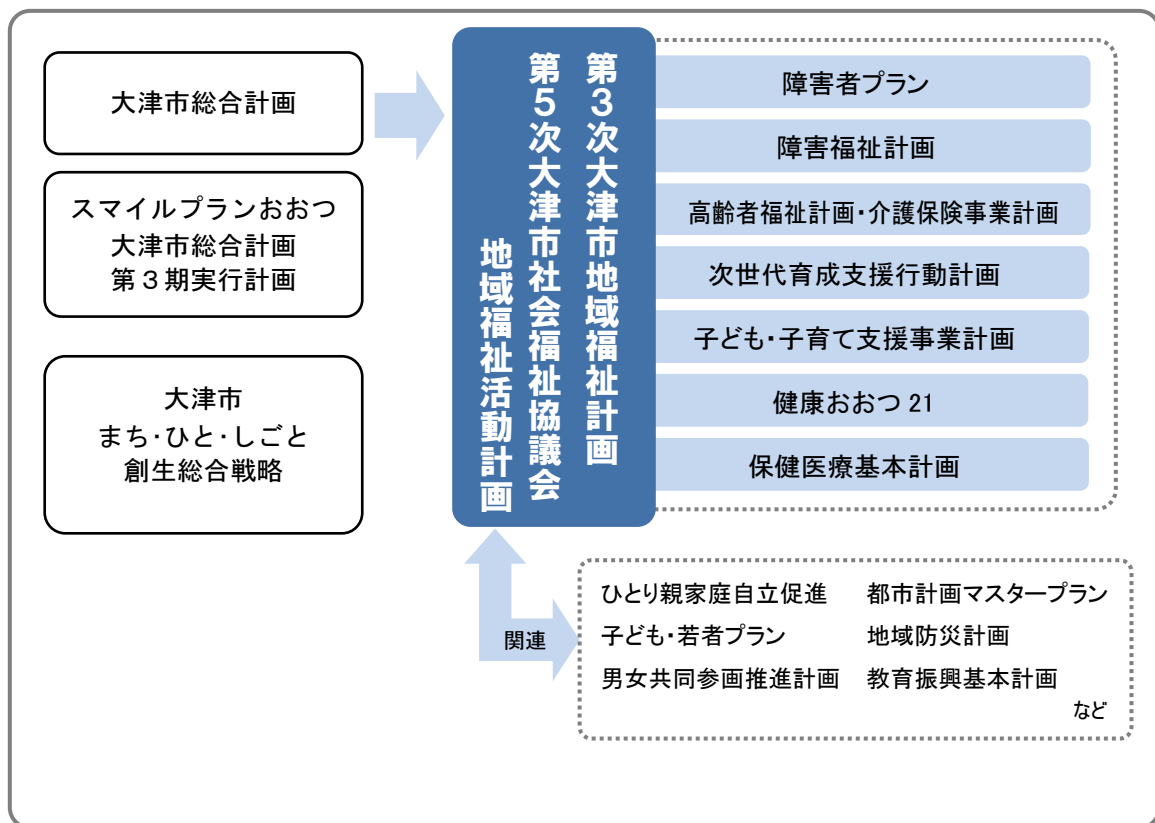 大津市総合計画
スマイルプランおおつ
大津市総合計画
第3期実行計画
大津市
まち・ひと・しごと
創生総合戦略
第3次大津市地域福祉計画
第5次大津市社会福祉協議会
地域福祉活動計画
障害者プラン
障害福祉計画
高齢者福祉計画・介護保険事業計画
次世代育成支援行動計画
子ども・子育て支援事業計画
健康おおつ 21
保健医療基本計画
関連
ひとり親家庭自立促進 都市計画マスタープラン
子ども・若者プラン 地域防災計画
男女共同参画推進計画 教育振興基本計画
など